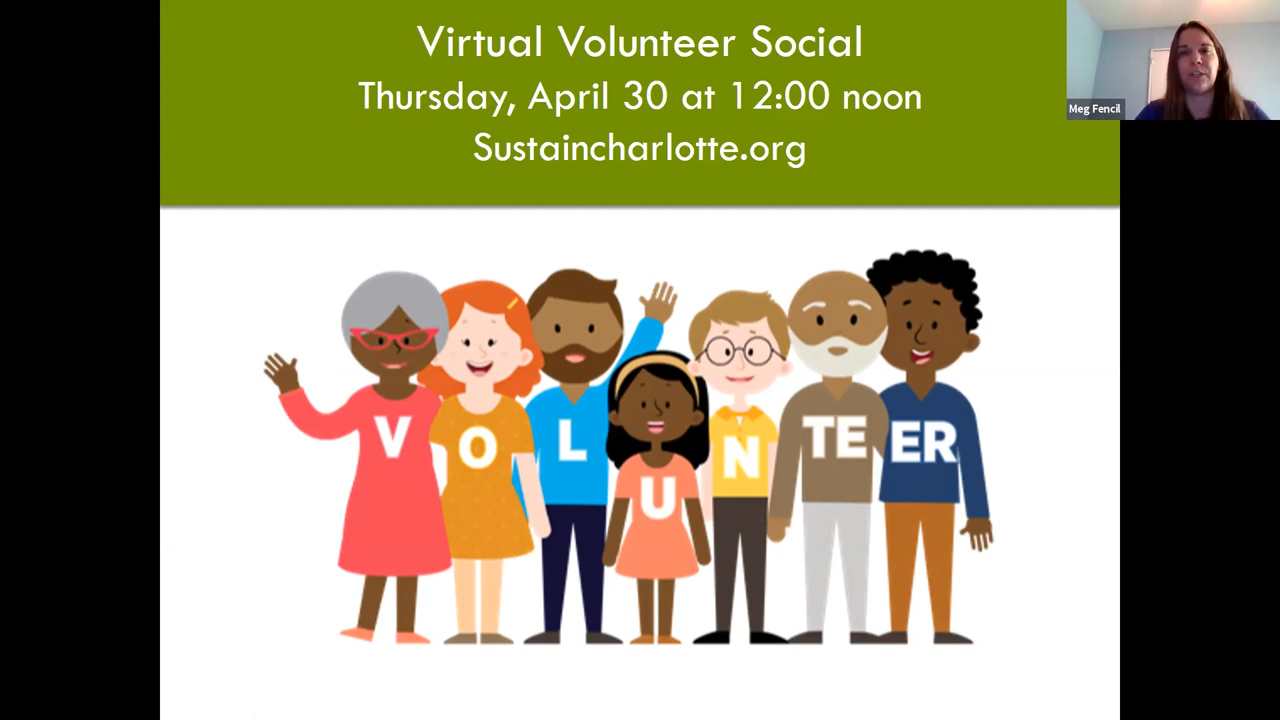 Virtual Volunteer Social
Thursday, April 30 at 12:00 noon
Sustaincharlotte.org
Meg Fencil
V O L U N TE ER